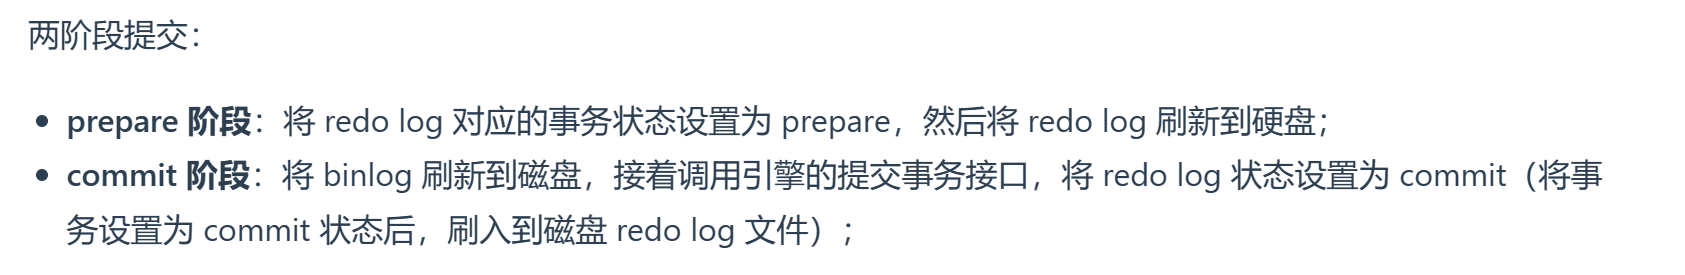 两阶段提交：
prepare 阶段：将 redo log 对应的事务状态设置为 prepare，然后将 redo log 刷新到硬盘；
commit 阶段：将 binlog 刷新到磁盘，接着调用引擎的提交事务接口，将 redo log 状态设置为 commit（将事
务设置为 commit 状态后，刷入到磁盘 redo log 文件）；